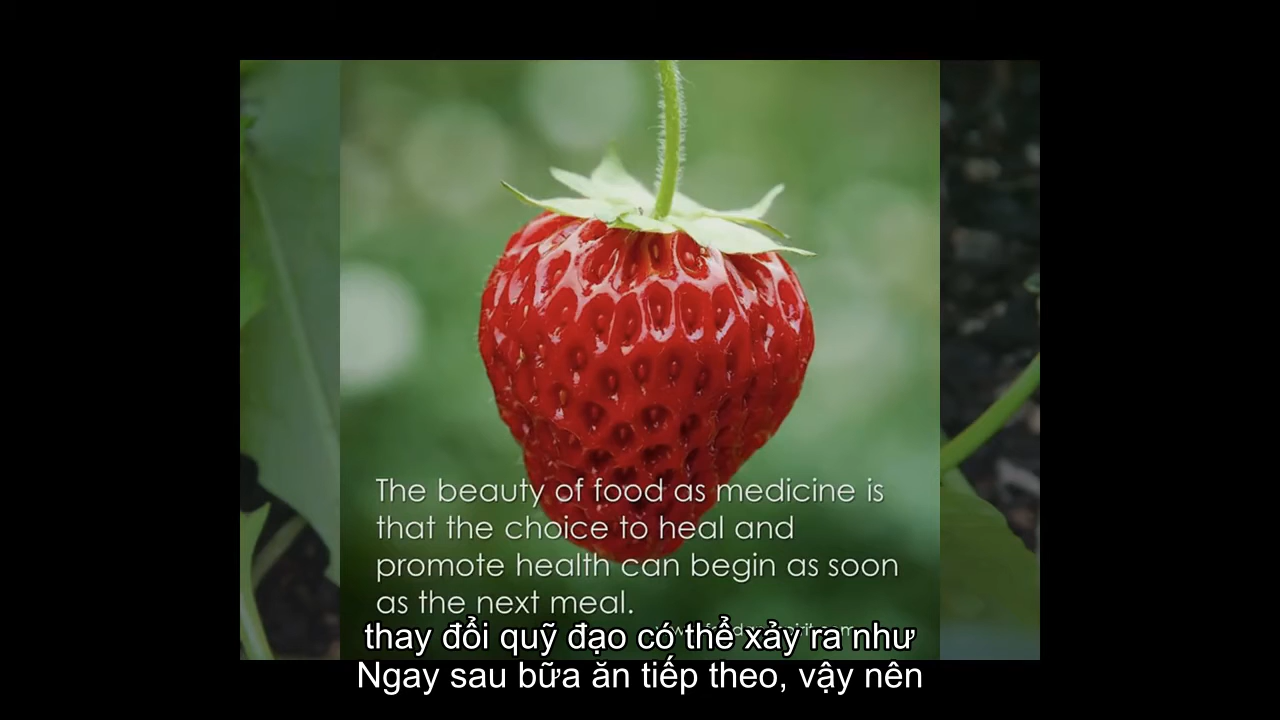 The beauty of food as medicine is
that the choice to heal and
promote health can begin as soon
as the next meal.
thay đổi quỹ đạo có thể xảy ra như
Ngay sau bữa ăn tiếp theo, vậy nên